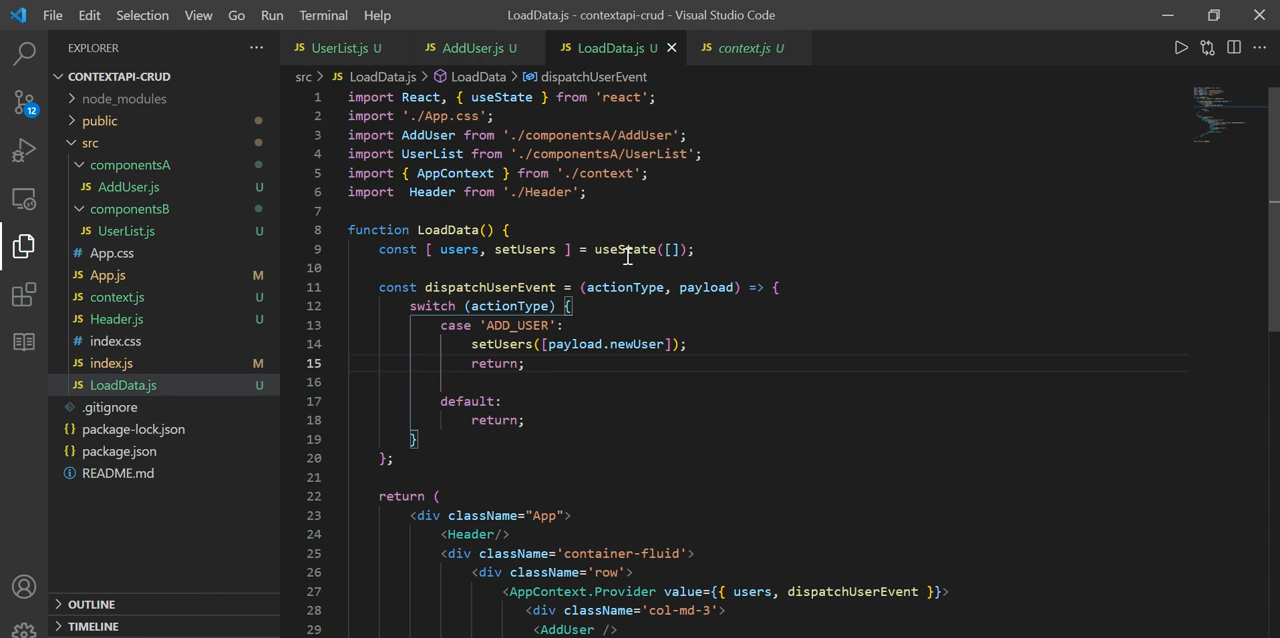 File Edit Selection View Go Run Terminal Help LoadData.js - contextapi-crud - Visual Studio Code
EXPLORER
CONTEXTAPI-CRUD
node_modules
public
src
componentsA
AddUser.js U
componentsB
UserList.js U
App.css
App.js M
context.js U
Header.js U
index.css
index.js M
LoadData.js U
.gitignore
package-lock.json
package.json
README.md
OUTLINE
TIMELINE
12
UserList.js U AddUser.js U LoadData.js U context.js U
src > JS LoadData.js > LoadData > dispatchUserEvent
1 import React, { useState } from 'react';
2 import './App.css';
3 import AddUser from './componentsA/AddUser';
4 import UserList from './componentsA/UserList';
5 import { AppContext } from './context';
6 import  Header from './Header';
7
8 function LoadData() {
9 const [ users, setUsers ] = useState([]);
10
11 const dispatchUserEvent = (actionType, payload) => {
12 switch (actionType) {
13 case 'ADD_USER':
14 setUsers([payload.newUser]);
15 return;
16
17 default:
18 return;
19 }
20 };
21
22 return (
23 <div className="App">
24 <Header/>
25 <div className='container-fluid'>
26 <div className='row'>
27 <AppContext.Provider value={{ users, dispatchUserEvent }}>
28 <div className='col-md-3'>
29 <AddUser />